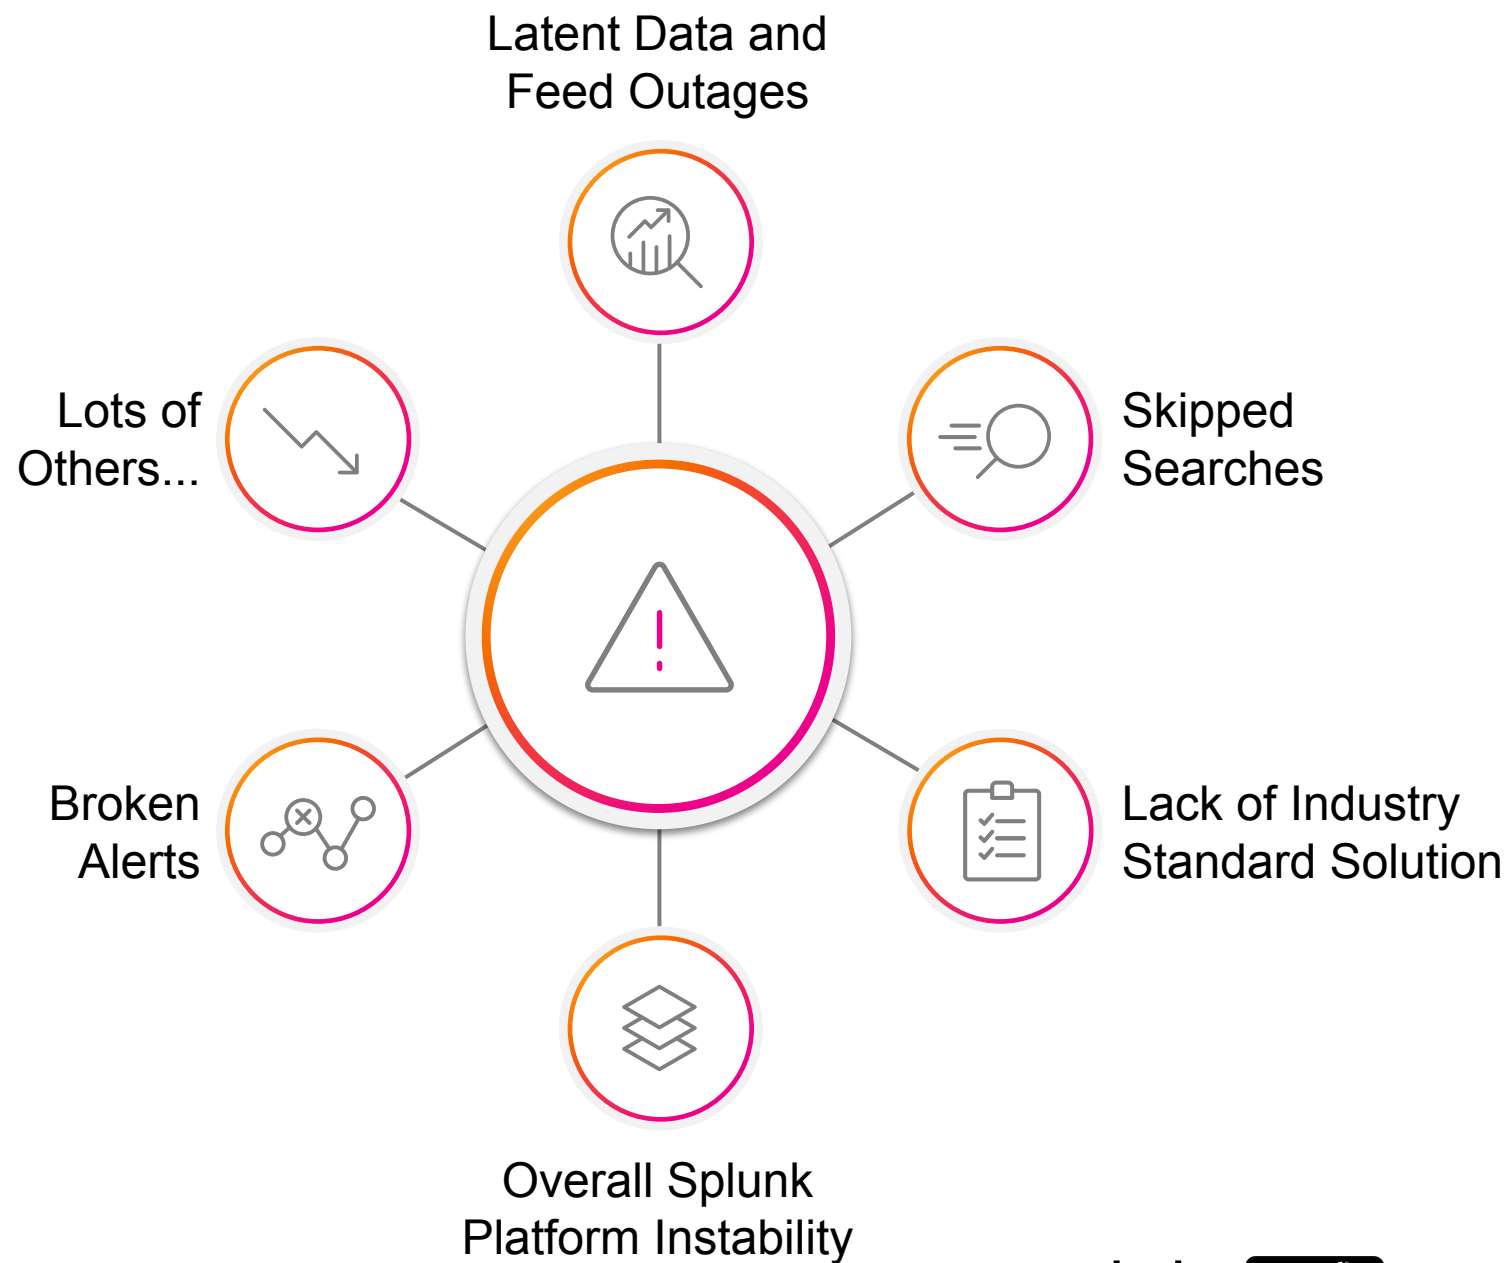 Latent Data and
Feed Outages
Skipped
Searches
Lack of Industry
Standard Solution
Overall Splunk
Platform Instability
Broken
Alerts
Lots of
Others...